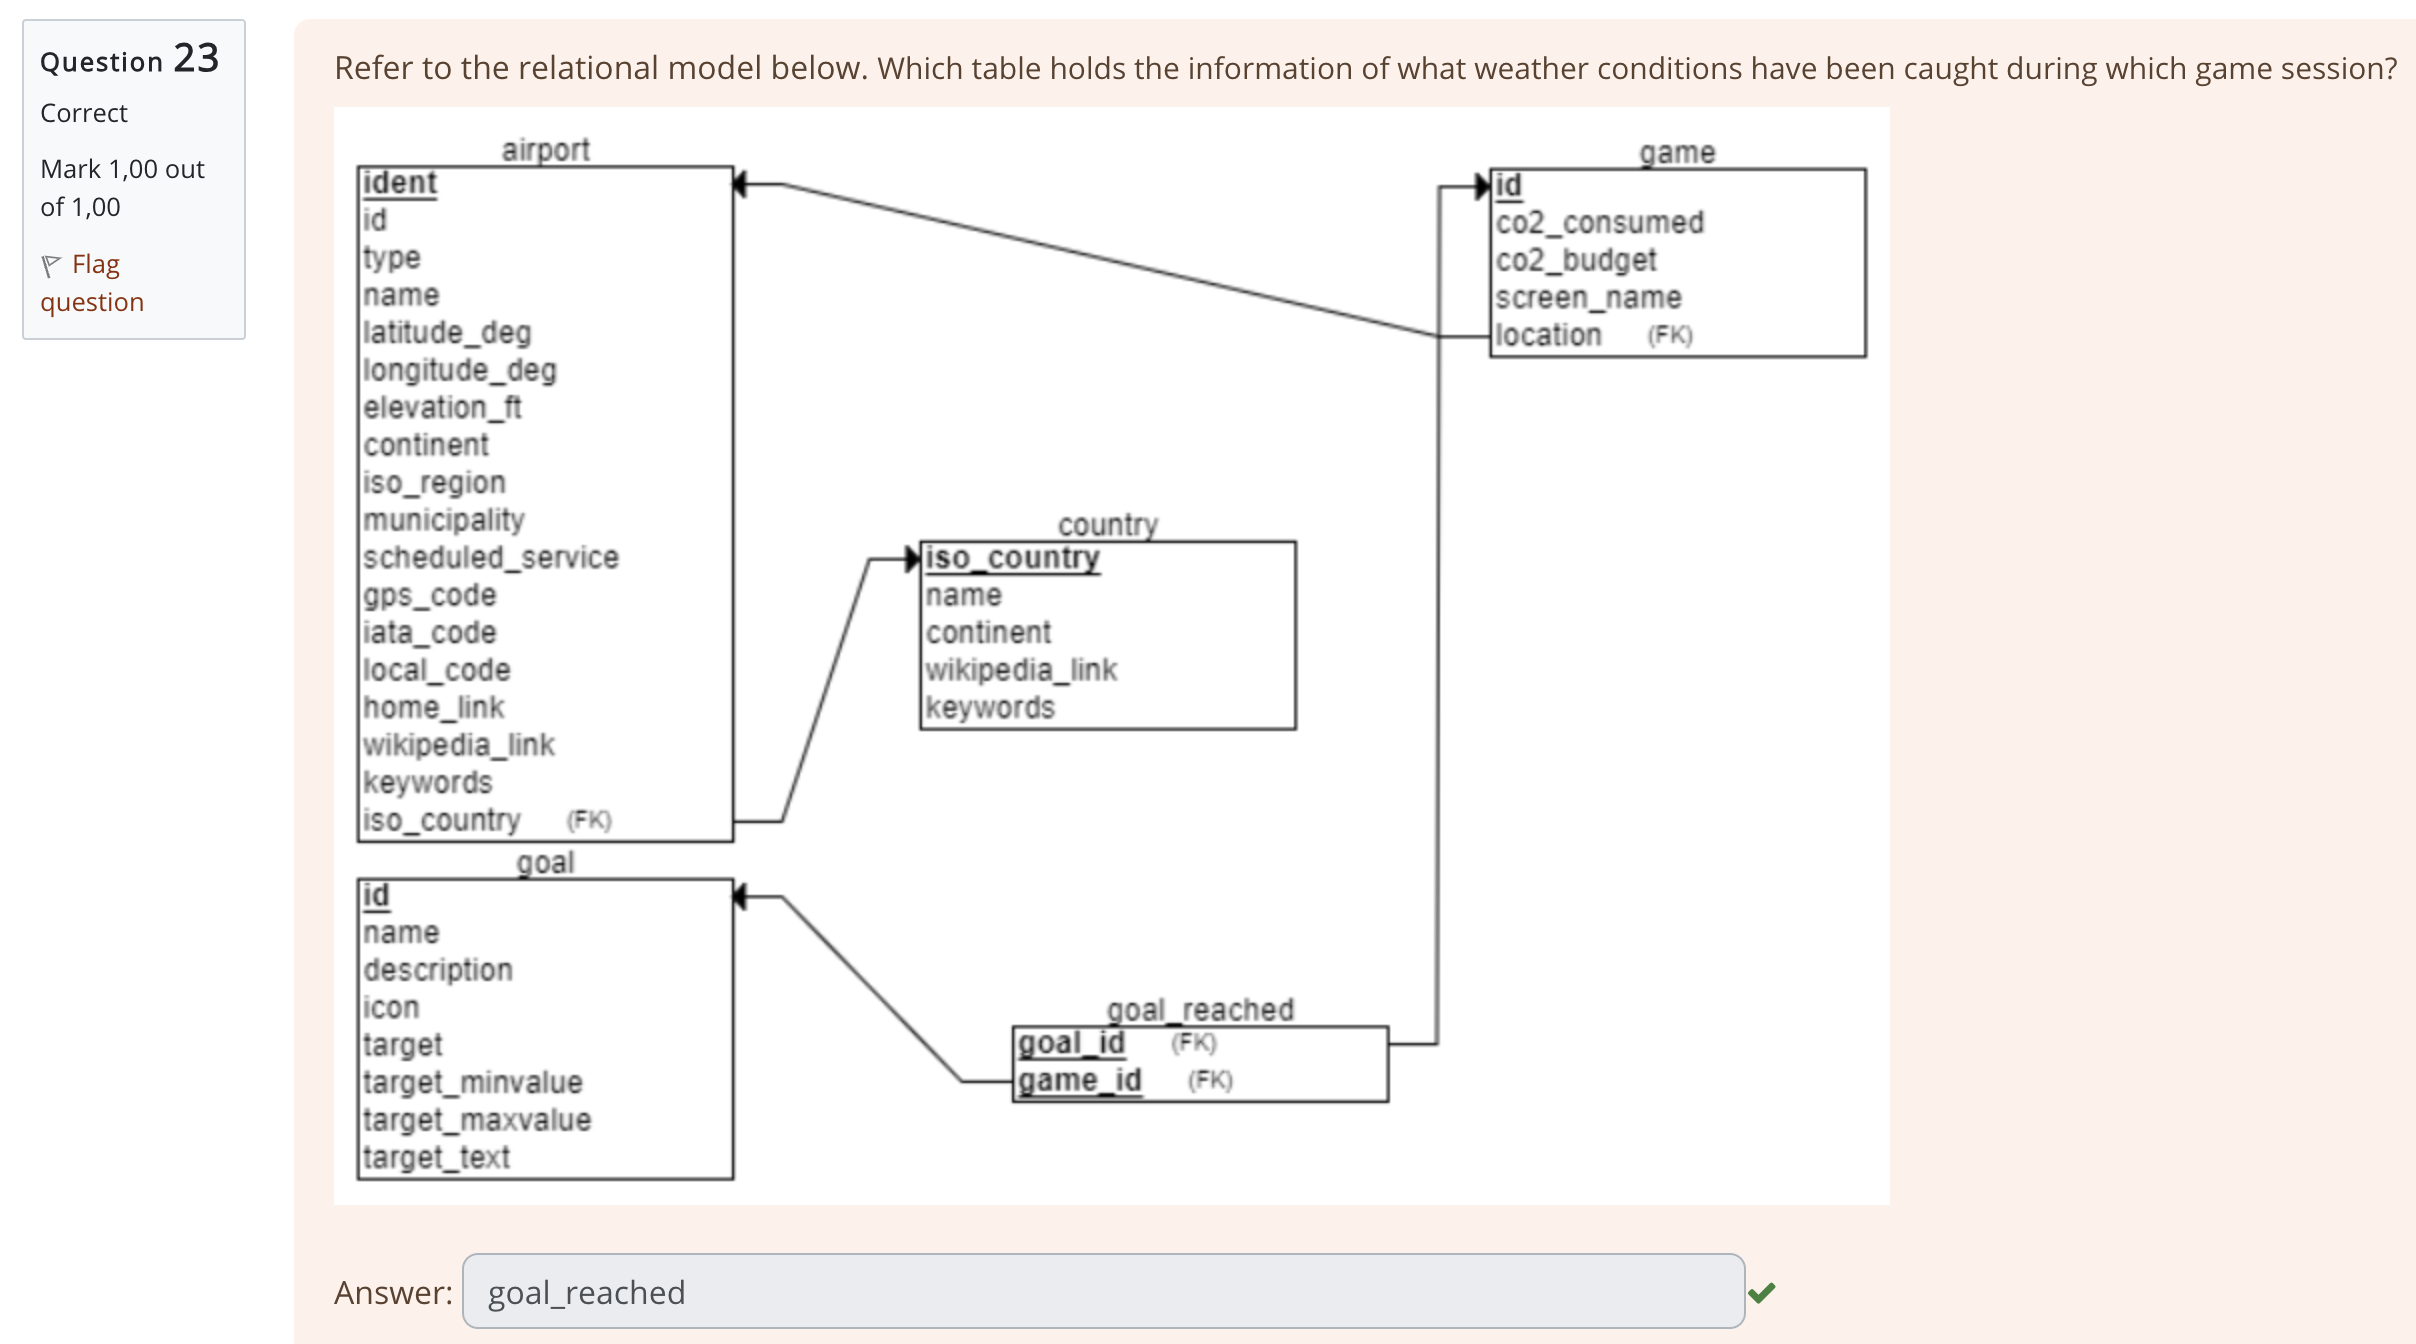 Question 23
Correct
Mark 1,00 out
of 1,00
Flag
question
Refer to the relational model below. Which table holds the information of what weather conditions have been caught during which game session?
airport
ident
id
type
name
latitude_deg
longitude_deg
elevation_ft
continent
iso_region
municipality
scheduled_service
gps_code
iata_code
local_code
home_link
wikipedia_link
keywords
iso_country (FK)
game
id
co2_consumed
co2_budget
screen_name
location (FK)
country
iso_country
name
continent
wikipedia_link
keywords
goal
id
name
description
icon
target
target_minvalue
target_maxvalue
target_text
goal_reached
goal_id (FK)
game_id (FK)
Answer: goal_reached